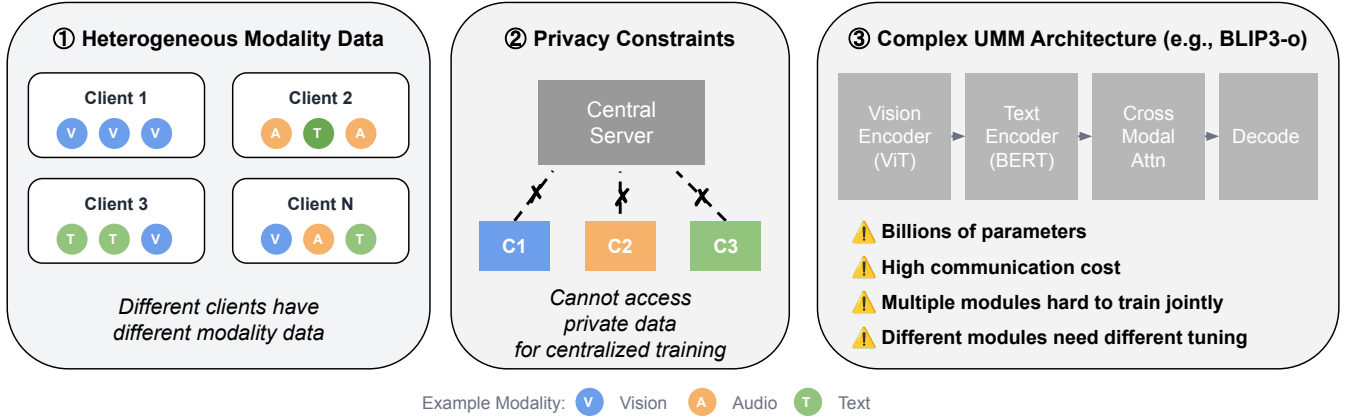 ① Heterogeneous Modality Data
Client 1
V V V
Client 2
A T A
Client 3
T T V
Client N
V A T
Different clients have
different modality data
② Privacy Constraints
Central
Server
✗ ✗ ✗
C1 C2 C3
Cannot access
private data
for centralized training
③ Complex UMM Architecture (e.g., BLIP3-o)
Vision
Encoder
(ViT)
Text
Encoder
(BERT)
Cross
Modal
Attn
Decode
⚠️ Billions of parameters
⚠️ High communication cost
⚠️ Multiple modules hard to train jointly
⚠️ Different modules need different tuning
Example Modality: V Vision A Audio T Text